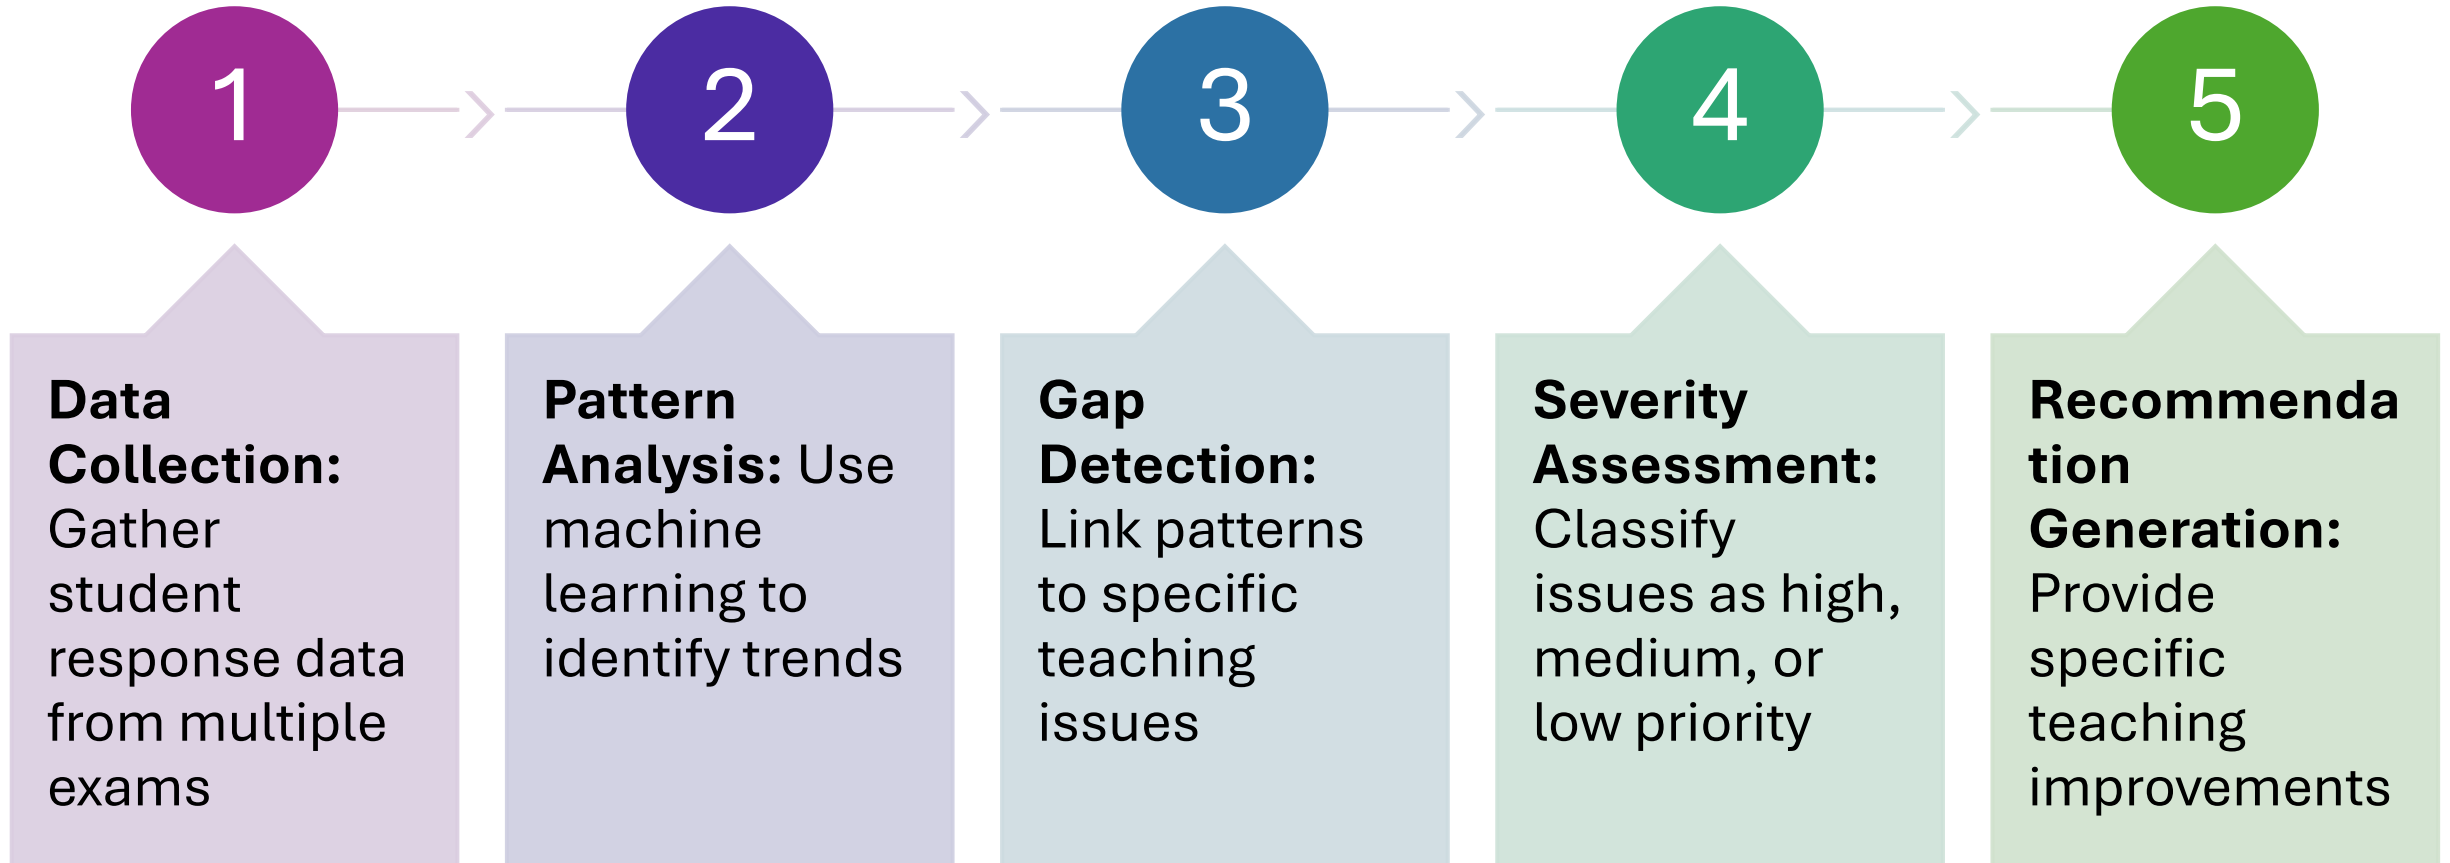 1
2
3
4
5
Data
Collection:
Gather
student
response data
from multiple
exams
Pattern
Analysis: Use
machine
learning to
identify trends
Gap
Detection:
Link patterns
to specific
teaching
issues
Severity
Assessment:
Classify
issues as high,
medium, or
low priority
Recommenda
tion
Generation:
Provide
specific
teaching
improvements